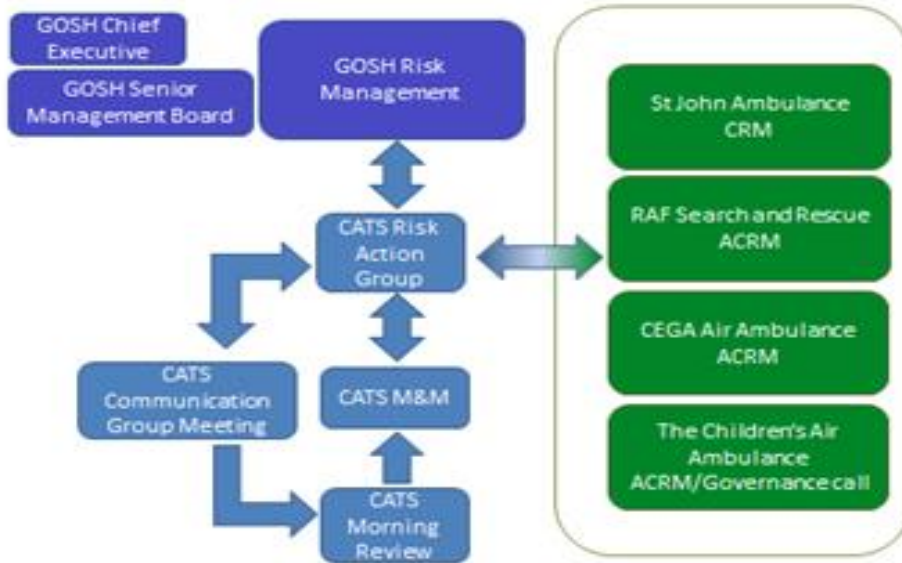 GOSH Chief
Executive
GOSH Senior
Management Board
GOSH Risk
Management
CATS Risk
Action
Group
CATS
Communication
Group Meeting
CATS M&M
CATS
Morning
Review
St John Ambulance
CRM
RAF Search and Rescue
ACRM
CEGA Air Ambulance
ACRM
The Children's Air
Ambulance
ACRM/Governance call